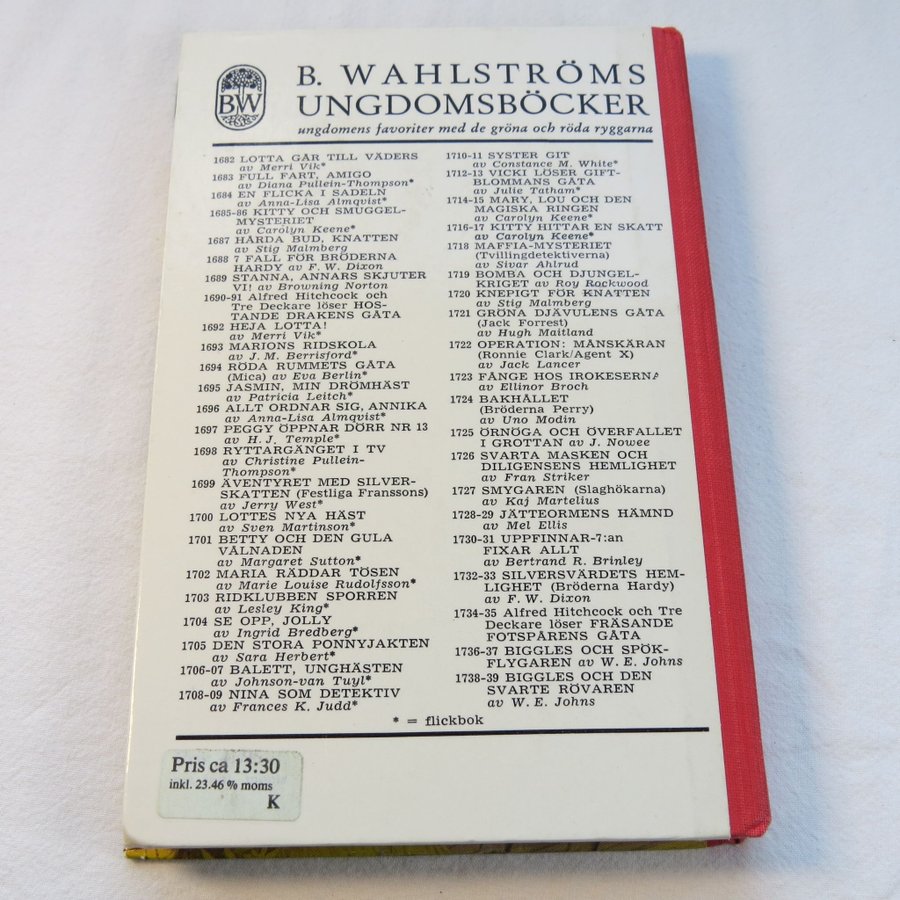 BW
B. WAHLSTRÖMS
UNGDOMSBÖCKER
ungdomens favoriter med de gröna och röda ryggarna
1682 LOTTA GÅR TILL VÄDERS
av Merri Vik*
1683 FULL FART, AMIGO
av Diana Pullein-Thompson*
1684 EN FLICKA I SADELN
av Anna-Lisa Almqvist*
1685-86 KITTY OCH SMUGGEL-
MYSTERIET
av Carolyn Keene*
1687 HÅRDA BUD, KNATTEN
av Stig Malmberg
1688 7 FALL FÖR BRÖDERNA
HARDY av F. W. Dixon
1689 STANNA, ANNARS SKJUTER
VI! av Browning Norton
1690-91 Alfred Hitchcock och
Tre Deckare löser HOS-
TANDE DRAKENS GÅTA
1692 HEJA LOTTA!
av Merri Vik*
1693 MARIONS RIDSKOLA
av J. M. Berrisford*
1694 RÖDA RUMMETS GÅTA
(Mica) av Eva Berlin*
1695 JASMIN, MIN DRÖMHÄST
av Patricia Leitch*
1696 ALLT ORDNAR SIG, ANNIKA
av Anna-Lisa Almqvist*
1697 PEGGY ÖPPNAR DÖRR NR 13
av H. J. Temple*
1698 RYTTARGÄNGET I TV
av Christine Pullein-
Thompson*
1699 ÄVENTYRET MED SILVER-
SKATTEN (Festliga Franssons)
av Jerry West*
1700 LOTTES NYA HÄST
av Sven Martinson*
1701 BETTY OCH DEN GULA
VÅLNADEN
av Margaret Sutton*
1702 MARIA RÄDDAR TÖSEN
av Marie Louise Rudolfsson*
1703 RIDKLUBBEN SPORREN
av Lesley King*
1704 SE OPP, JOLLY
av Ingrid Bredberg*
1705 DEN STORA PONNYJAKTEN
av Sara Herbert*
1706-07 BALETT, UNGHÄSTEN
av Johnson-van Tuyl*
1708-09 NINA SOM DETEKTIV
av Frances K. Judd*
1710-11 SYSTER GIT
av Constance M. White*
1712-13 VICKI LÖSER GIFT-
BLOMMANS GÅTA
av Julie Tatham*
1714-15 MARY, LOU OCH DEN
MAGISKA RINGEN
av Carolyn Keene*
1716-17 KITTY HITTAR EN SKATT
av Carolyn Keene*
1718 MAFFIA-MYSTERIET
(Tvillingdetektiverna)
av Sivar Ahlrud
1719 BOMBA OCH DJUNGEL-
KRIGET av Roy Rockwood
1720 KNEPIGT FÖR KNATTEN
av Stig Malmberg
1721 GRÖNA DJÄVULENS GÅTA
(Jack Forrest)
av Hugh Maitland
1722 OPERATION: MÅNSKÄRAN
(Ronnie Clark/Agent X)
av Jack Lancer
1723 FÅNGE HOS IROKESERNA
av Ellinor Broch
1724 BAKHÅLLET
(Bröderna Perry)
av Uno Modin
1725 ÖRNÖGA OCH ÖVERFALLET
I GROTTAN av J. Nowee
1726 SVARTA MASKEN OCH
DILIGENSENS HEMLIGHET
av Fran Striker
1727 SMYGAREN (Slaghökarna)
av Kaj Martelius
1728-29 JÄTTEORMENS HÄMND
av Mel Ellis
1730-31 UPPFINNAR-7:an
FIXAR ALLT
av Bertrand R. Brinley
1732-33 SILVERSVÄRDETS HEM-
LIGHET (Bröderna Hardy)
av F. W. Dixon
1734-35 Alfred Hitchcock och Tre
Deckare löser FRÄSANDE
FOTSPÅRENS GÅTA
1736-37 BIGGLES OCH SPÖK-
FLYGAREN av W. E. Johns
1738-39 BIGGLES OCH DEN
SVARTE RÖVAREN
av W. E. Johns
* = flickbok
Pris ca 13:30
inkl. 23.46 % moms
K